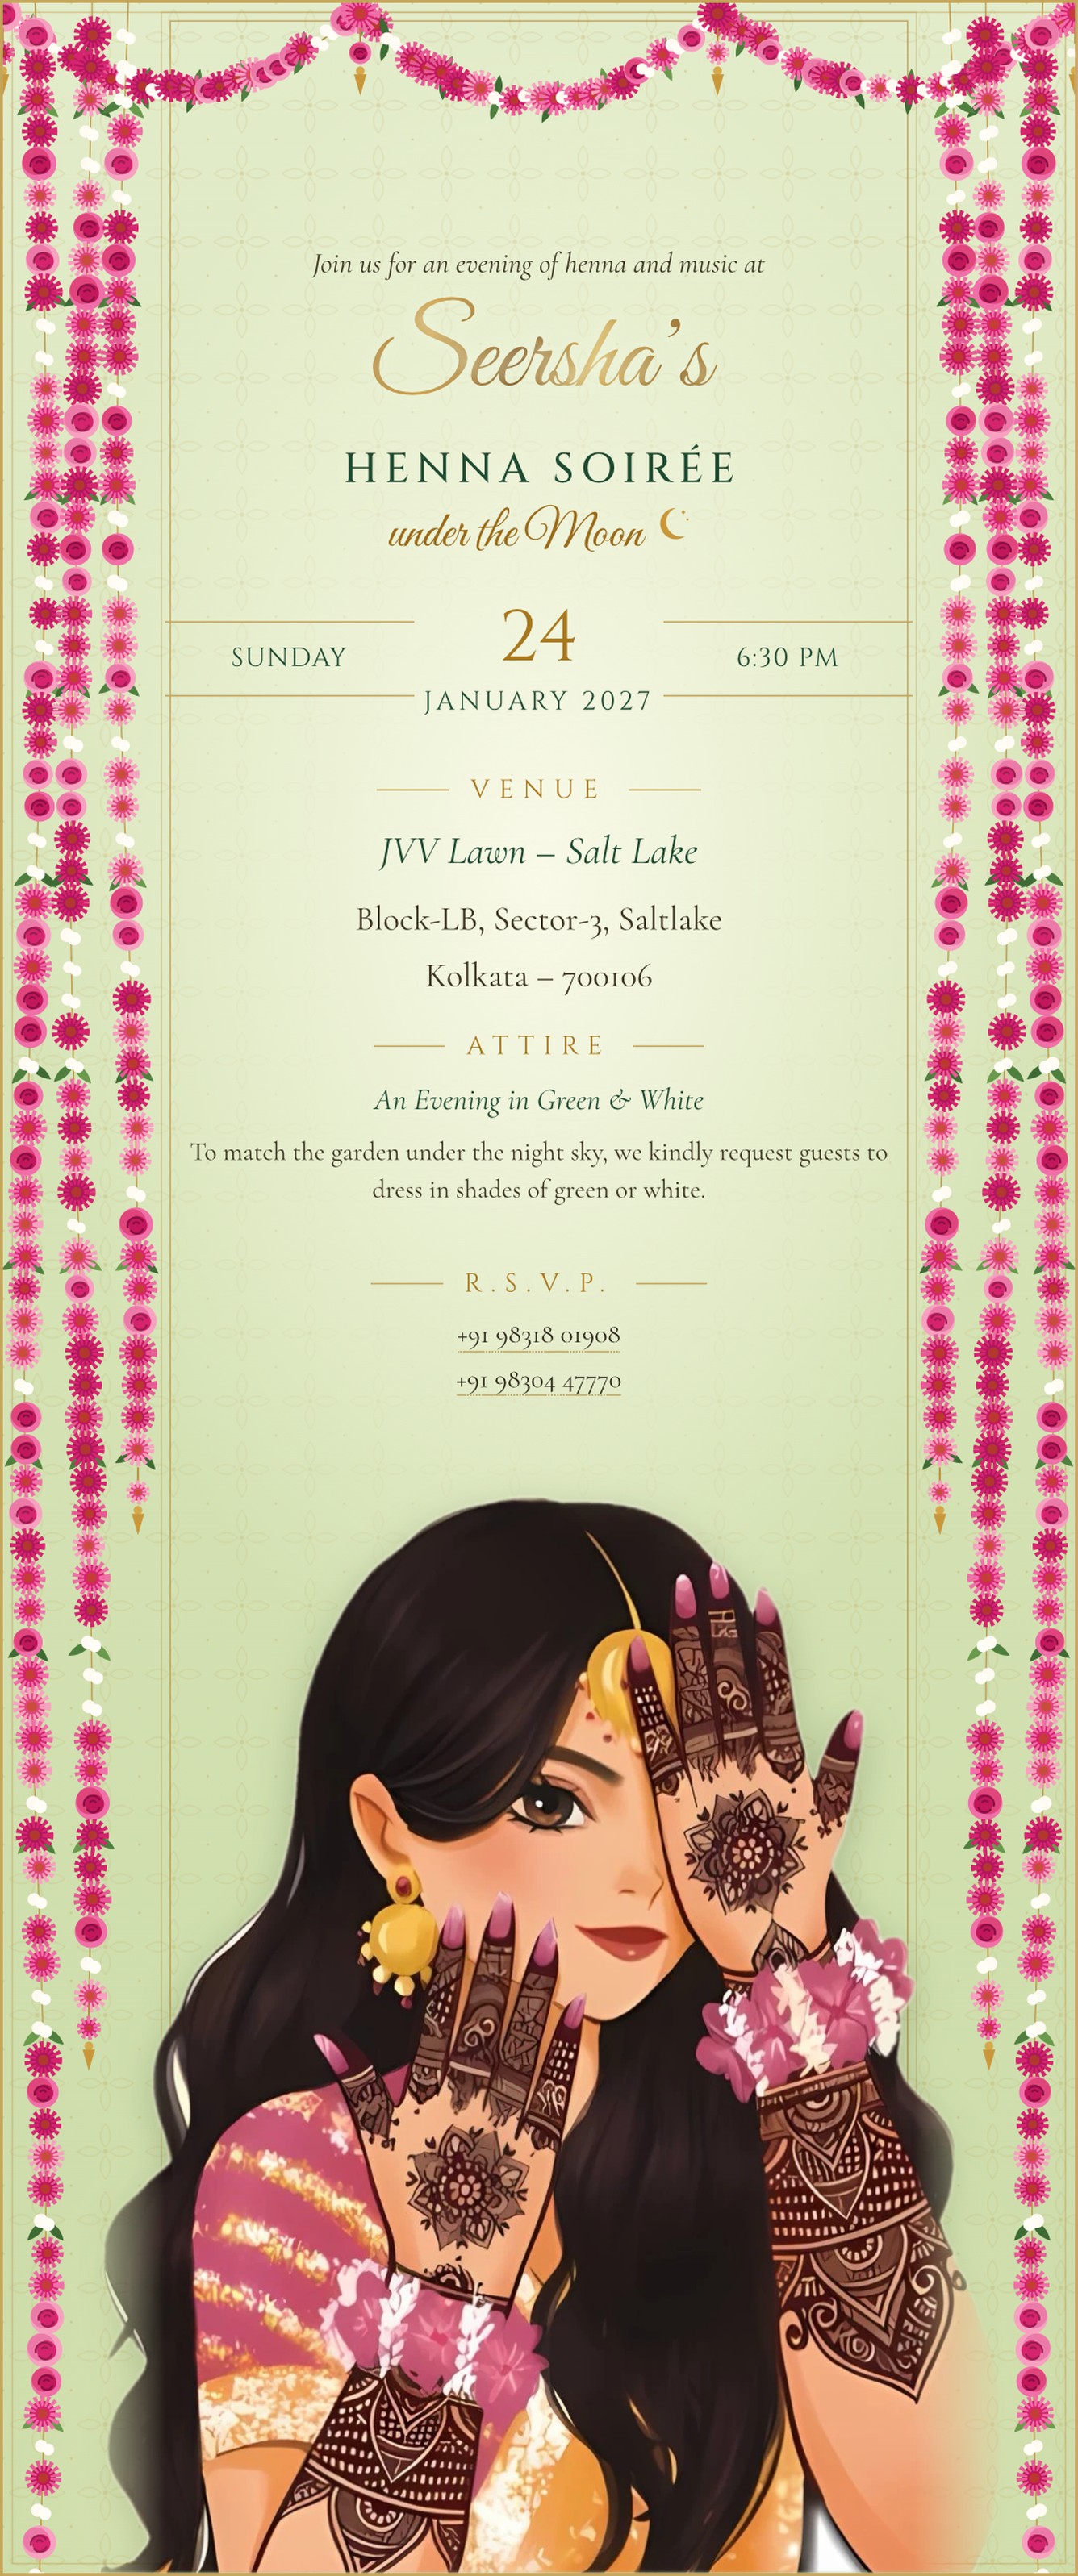 Join us for an evening of henna and music at
Seersha's
HENNA SOIRÉE
under the Moon
SUNDAY
24
JANUARY 2027
6:30 PM
VENUE
JVV Lawn – Salt Lake
Block-LB, Sector-3, Saltlake
Kolkata – 700106
ATTIRE
An Evening in Green & White
To match the garden under the night sky, we kindly request guests to
dress in shades of green or white.
R.S.V.P.
+91 98318 01908
+91 98304 47770